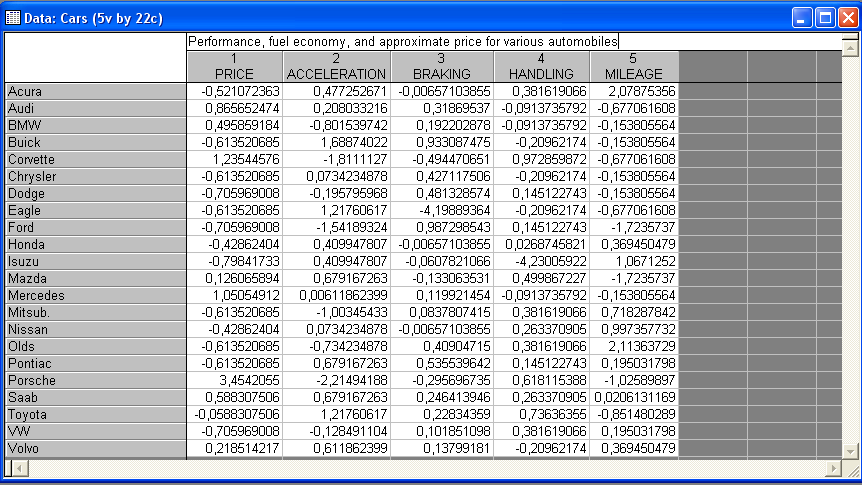 Data: Cars (5v by 22c)
Performance, fuel economy, and approximate price for various automobiles
1 2 3 4 5
PRICE ACCELERATION BRAKING HANDLING MILEAGE
Acura -0,521072363 0,477252671 -0,00657103855 0,381619066 2,07875356
Audi 0,865652474 0,208033216 0,31869537 -0,0913735792 -0,677061608
BMW 0,495859184 -0,801539742 0,192202878 -0,0913735792 -0,153805564
Buick -0,613520685 1,68874022 0,933087475 -0,20962174 -0,153805564
Corvette 1,23544576 -1,8111127 -0,494470651 0,972859872 -0,677061608
Chrysler -0,613520685 0,0734234878 0,427117506 -0,20962174 -0,153805564
Dodge -0,705969008 -0,195795968 0,481328574 0,145122743 -0,153805564
Eagle -0,613520685 1,21760617 -4,19889364 -0,20962174 -0,677061608
Ford -0,705969008 -1,54189324 0,987298543 0,145122743 -1,7235737
Honda -0,42862404 0,409947807 -0,00657103855 0,0268745821 0,369450479
Isuzu -0,79841733 0,409947807 -0,0607821066 -4,23005922 1,0671252
Mazda 0,126065894 0,679167263 -0,133063531 0,499867227 -1,7235737
Mercedes 1,05054912 0,00611862399 0,119921454 -0,0913735792 -0,153805564
Mitsub. -0,613520685 -1,00345433 0,0837807415 0,381619066 0,718287842
Nissan -0,42862404 0,0734234878 -0,00657103855 0,263370905 0,997357732
Olds -0,613520685 -0,734234878 0,40904715 0,381619066 2,11363729
Pontiac -0,613520685 0,679167263 0,535539642 0,145122743 0,195031798
Porsche 3,4542055 -2,21494188 -0,295696735 0,618115388 -1,02589897
Saab 0,588307506 0,679167263 0,246413946 0,263370905 0,0206131169
Toyota -0,0588307506 1,21760617 0,22834359 0,73636355 -0,851480289
VW -0,705969008 -0,128491104 0,101851098 0,381619066 0,195031798
Volvo 0,218514217 0,611862399 0,13799181 -0,20962174 0,369450479